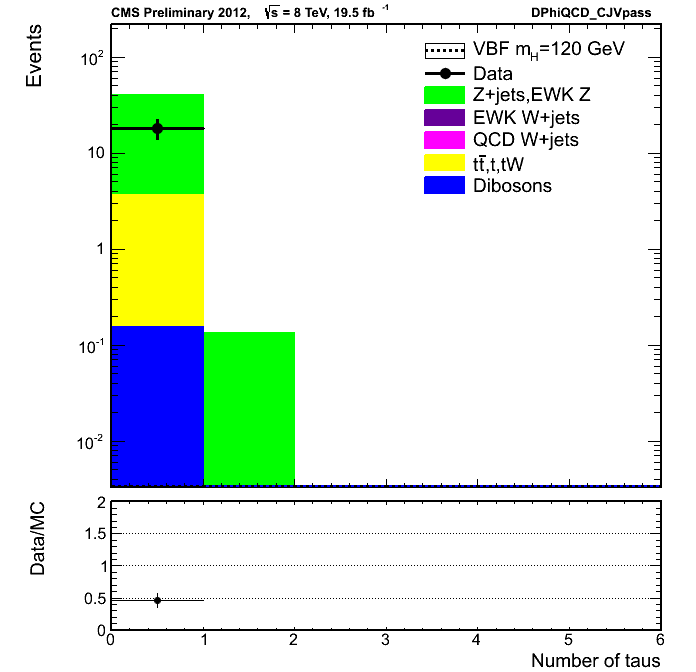 CMS Preliminary 2012, √s = 8 TeV, 19.5 fb⁻¹ DPhiQCD_CJVpass
Events
VBF m_H=120 GeV
Data
Z+jets,EWK Z
EWK W+jets
QCD W+jets
tt̄,t,tW
Dibosons
10²
10
1
10⁻¹
10⁻²
Data/MC
2
1.5
1
0.5
0
0 1 2 3 4 5 6
Number of taus